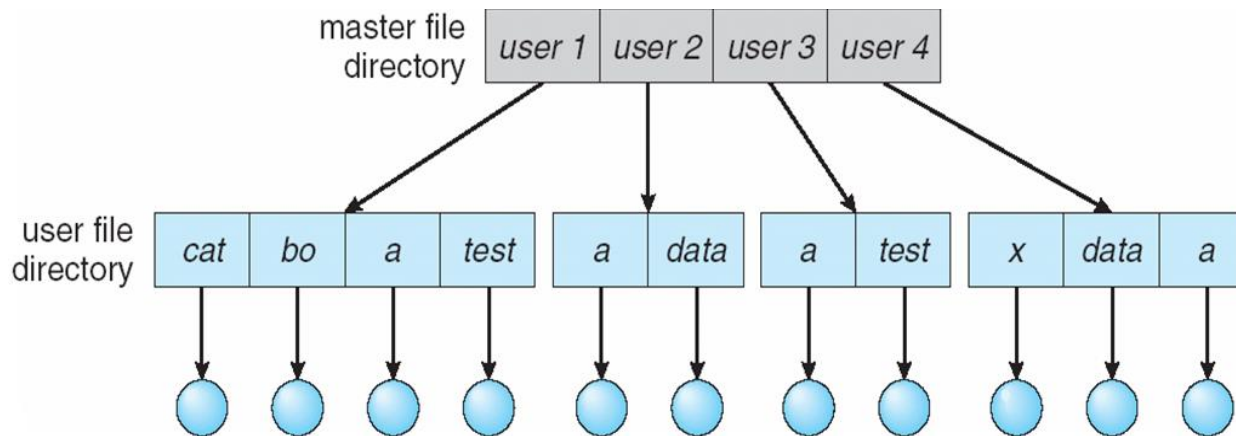 master file
directory
user 1 user 2 user 3 user 4
user file
directory
cat bo a test a data a test x data a